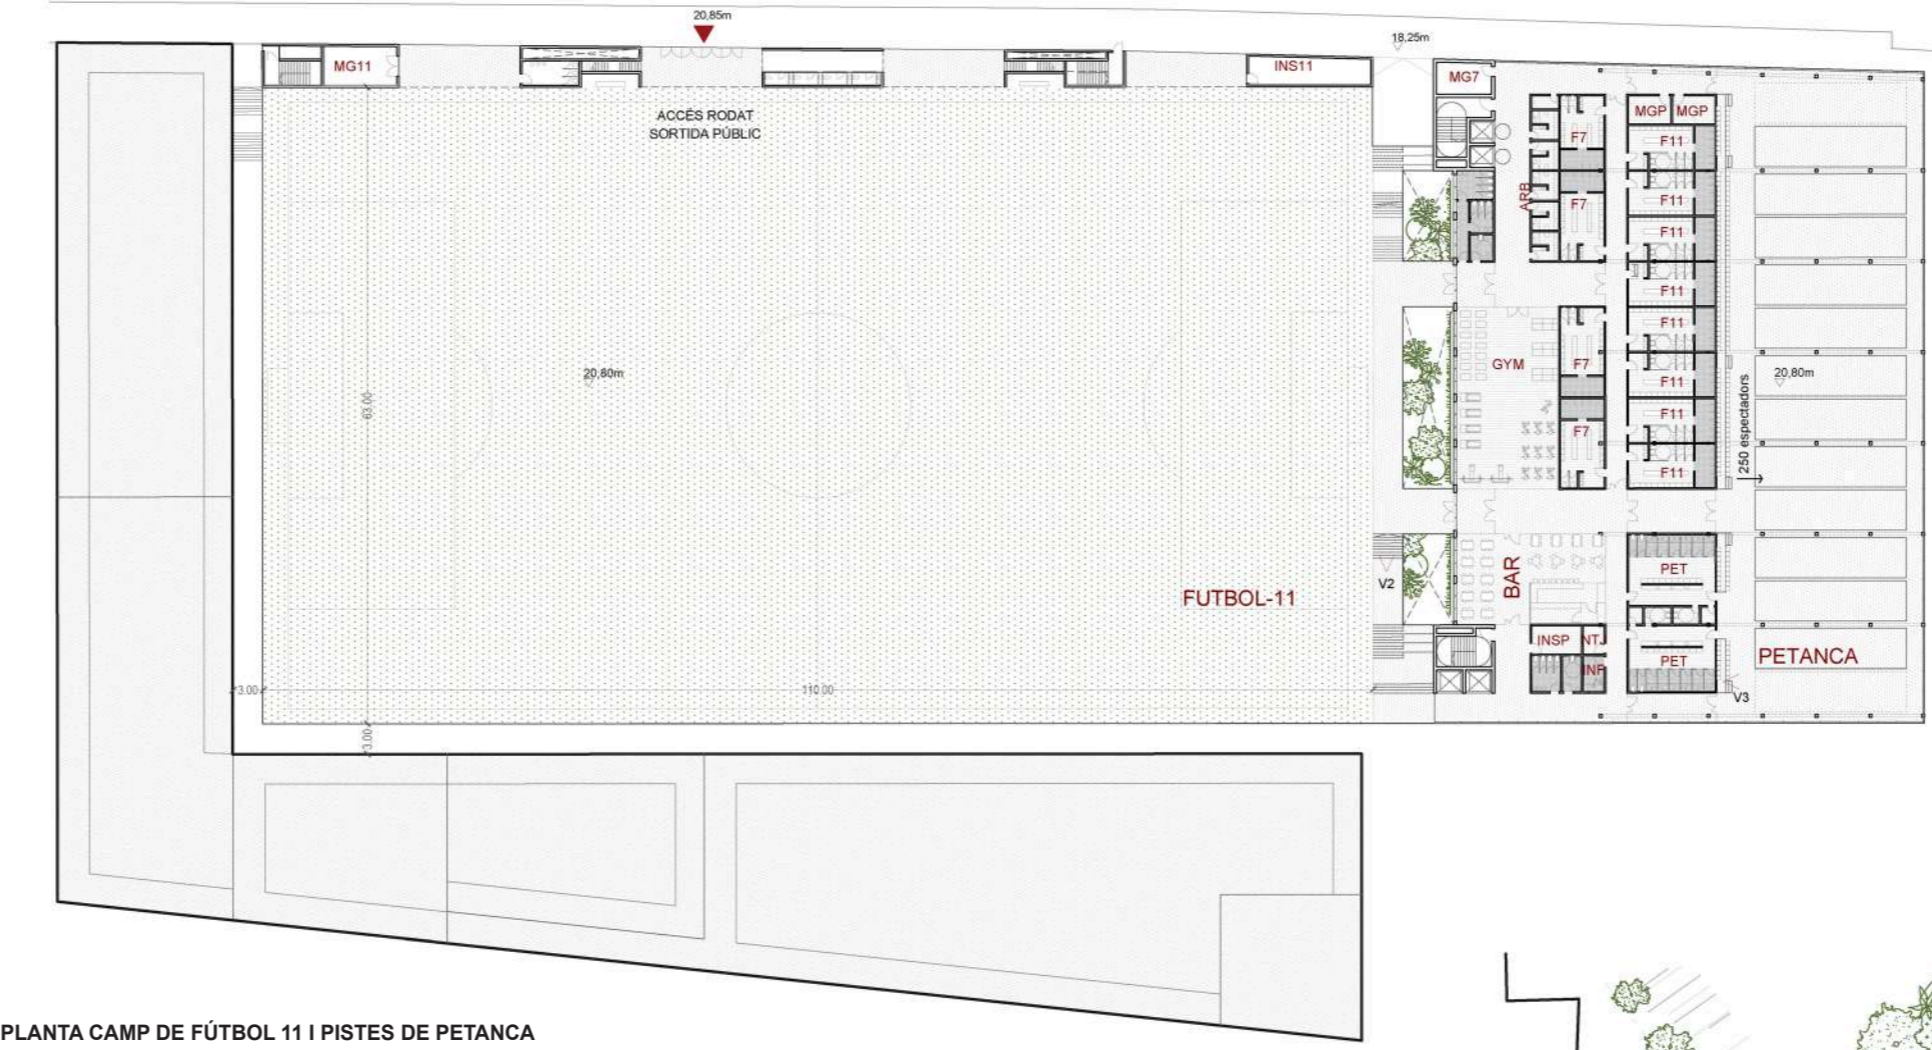 20,85m
18,25m
MG11
INS11
MG7
ACCÉS RODAT
SORTIDA PÚBLIC
MGP MGP
F7
F11
ARB
F7
F11
F11
F11
F11
GYM
F7
F11
20,80m
20,80m
63.00
F7
F11
F11
250 espectadors
BAR
PET
V2
FUTBOL-11
INSP
PET
PETANCA
3.00
110.00
V3
3.00
PLANTA CAMP DE FÚTBOL 11 I PISTES DE PETANCA